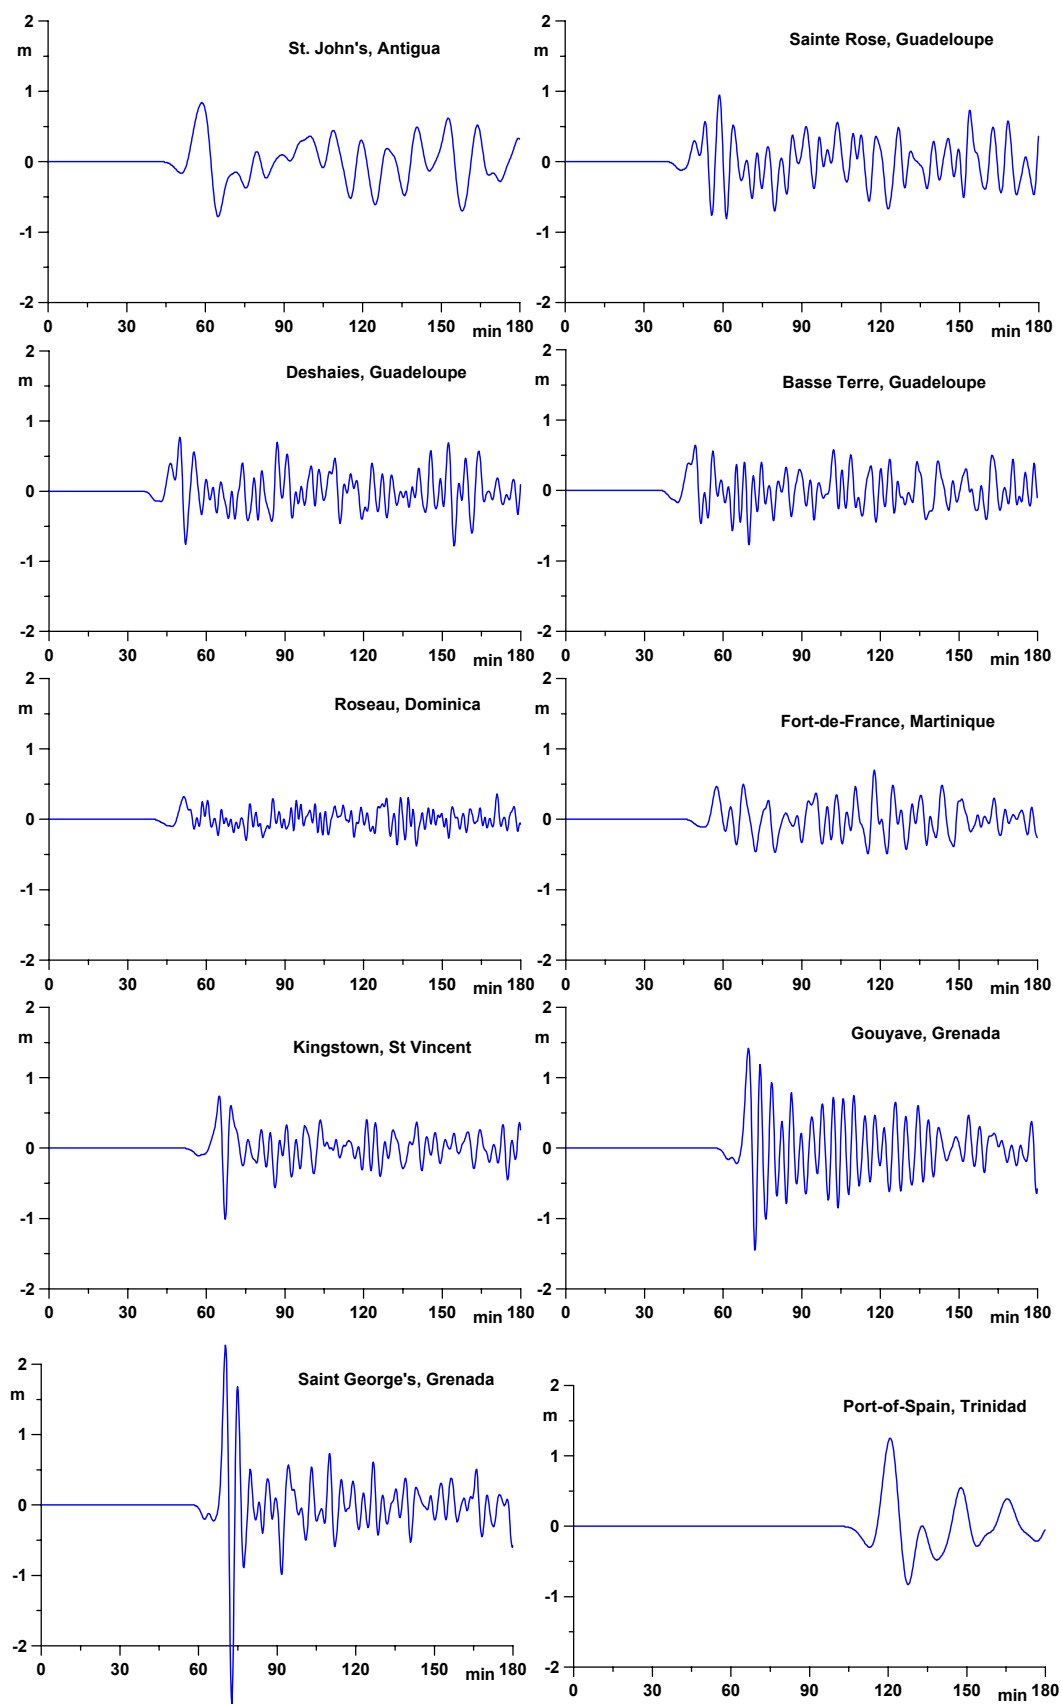 2
m
1
0
-1
-2
0 30 60 90 120 150 min 180
St. John's, Antigua
2
m
1
0
-1
-2
0 30 60 90 120 150 min 180
Sainte Rose, Guadeloupe
2
m
1
0
-1
-2
0 30 60 90 120 150 min 180
Deshaies, Guadeloupe
2
m
1
0
-1
-2
0 30 60 90 120 150 min 180
Basse Terre, Guadeloupe
2
m
1
0
-1
-2
0 30 60 90 120 150 min 180
Roseau, Dominica
2
m
1
0
-1
-2
0 30 60 90 120 150 min 180
Fort-de-France, Martinique
2
m
1
0
-1
-2
0 30 60 90 120 150 min 180
Kingstown, St Vincent
2
m
1
0
-1
-2
0 30 60 90 120 150 min 180
Gouyave, Grenada
2
m
1
0
-1
-2
0 30 60 90 120 150 min 180
Saint George's, Grenada
2
m
1
0
-1
-2
0 30 60 90 120 150 min 180
Port-of-Spain, Trinidad